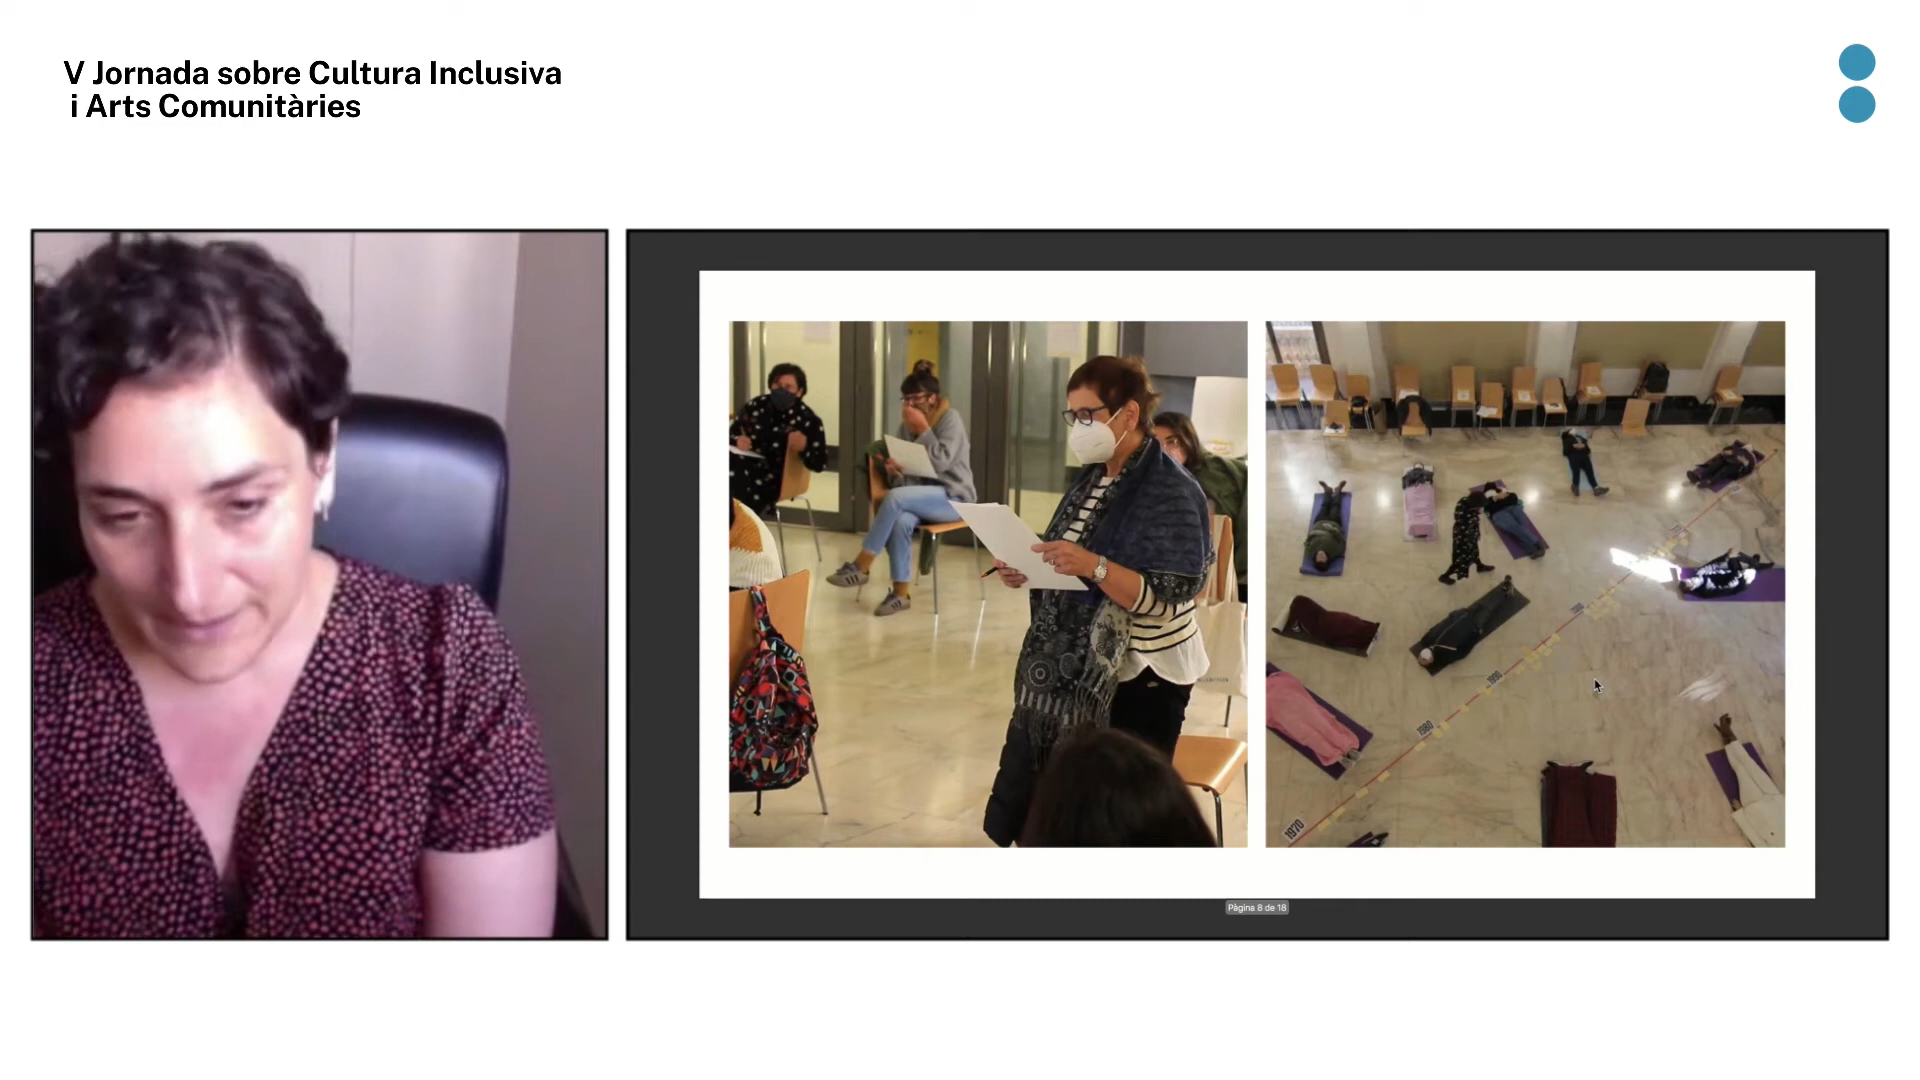 V Jornada sobre Cultura Inclusiva
i Arts Comunitàries
1990
1980
1970
Pàgina 8 de 18